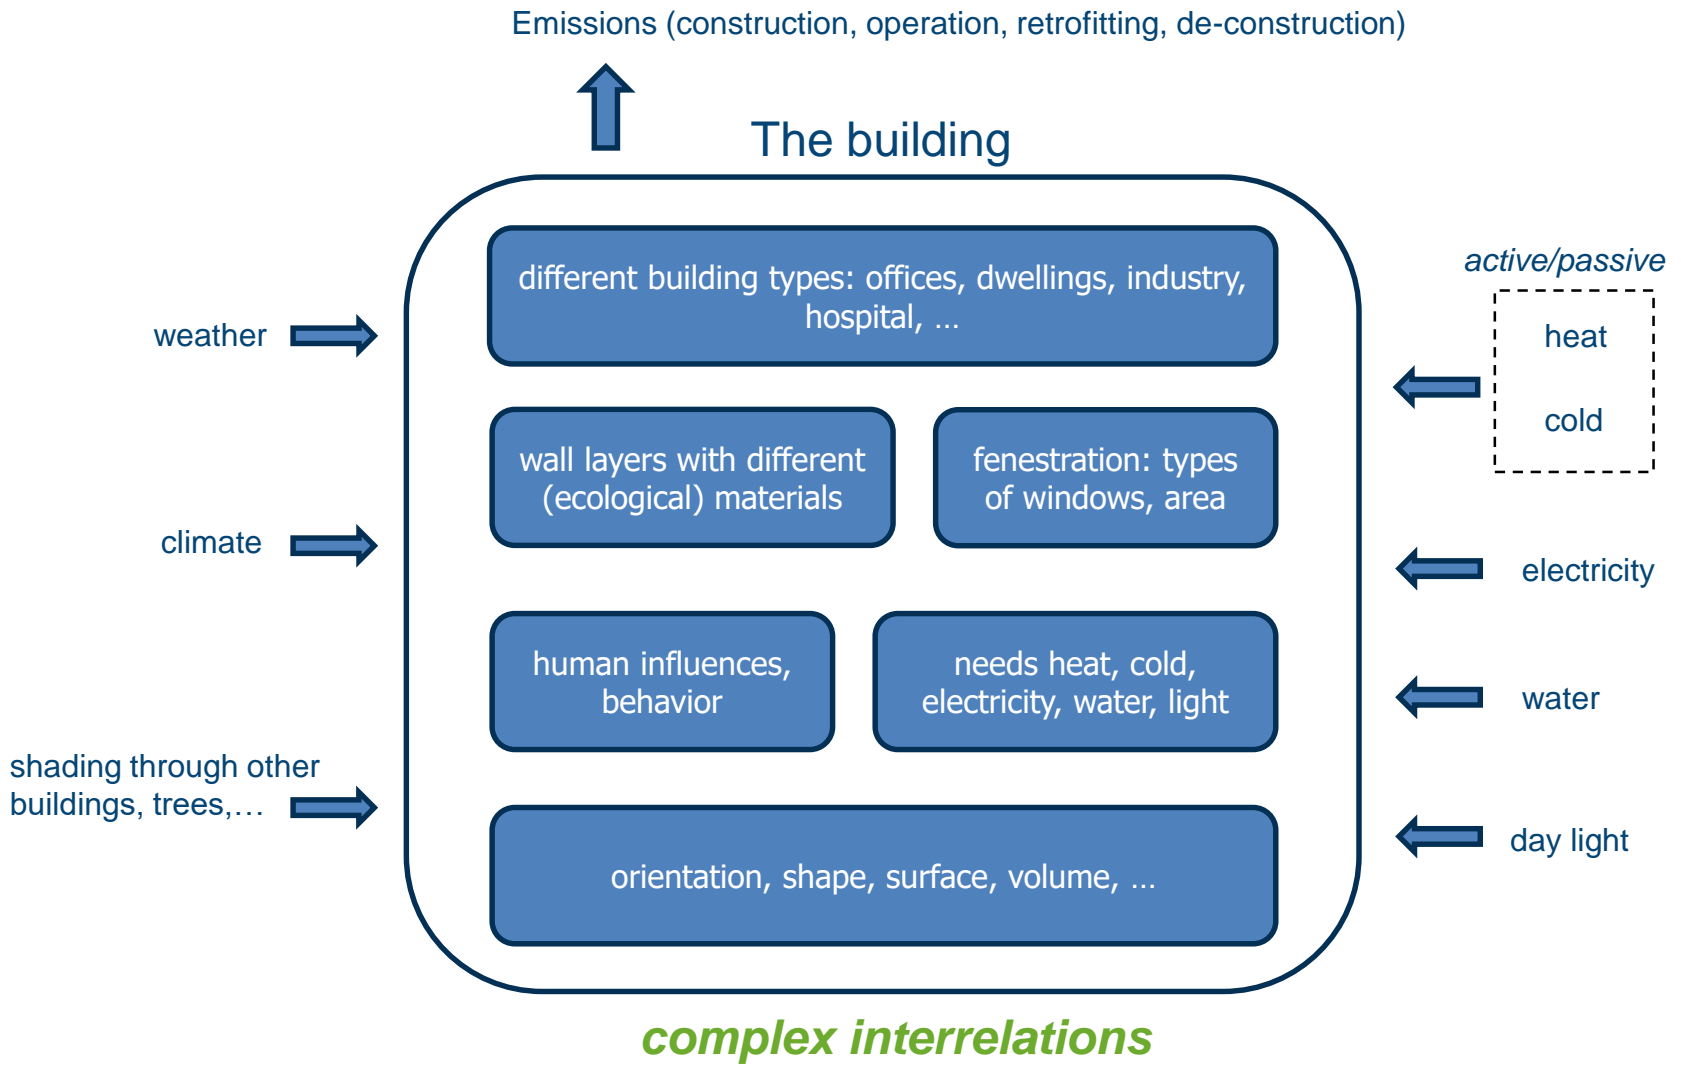 Emissions (construction, operation, retrofitting, de-construction)
The building
different building types: offices, dwellings, industry,
hospital, ...
wall layers with different
(ecological) materials
fenestration: types
of windows, area
human influences,
behavior
needs heat, cold,
electricity, water, light
orientation, shape, surface, volume, ...
weather
climate
shading through other
buildings, trees,…
active/passive
heat
cold
electricity
water
day light
complex interrelations